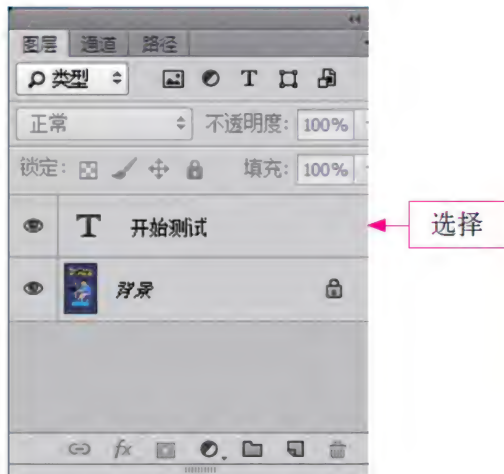 图层 通道 路径
类型 T
正常 不透明度: 100%
锁定: 填充: 100%
T 开始测试
选择
背景
fx